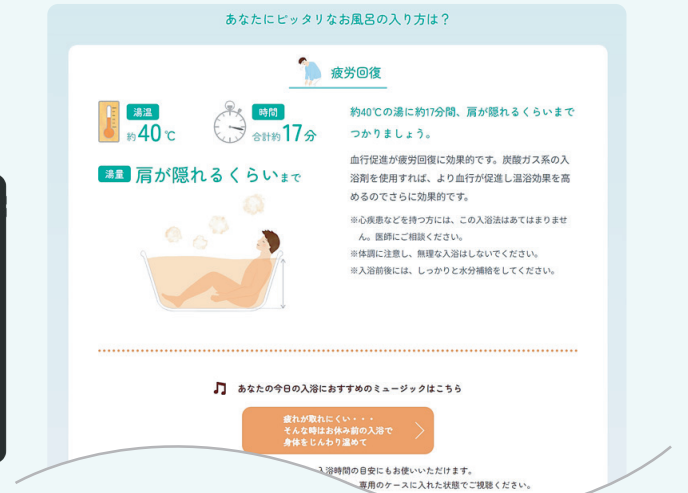 あなたにピッタリなお風呂の入り方は？
疲労回復
湯温
約40℃
時間
合計約17分
湯量 肩が隠れるくらいまで
約40℃の湯に約17分間、肩が隠れるくらいまで
つかりましょう。
血行促進が疲労回復に効果的です。炭酸ガス系の入
浴剤を使用すれば、より血行が促進し温浴効果を高
めるのでさらに効果的です。
※心疾患などを持つ方には、この入浴法はあてはまりませ
ん。医師にご相談ください。
※体調に注意し、無理な入浴はしないでください。
※入浴前後には、しっかりと水分補給をしてください。
あなたの今日の入浴におすすめのミュージックはこちら
疲れが取れにくい・・・
そんな時はお休み前の入浴で
身体をじんわり温めて
入浴時間の目安にもお使いいただけます。
専用のケースに入れた状態でご視聴ください。